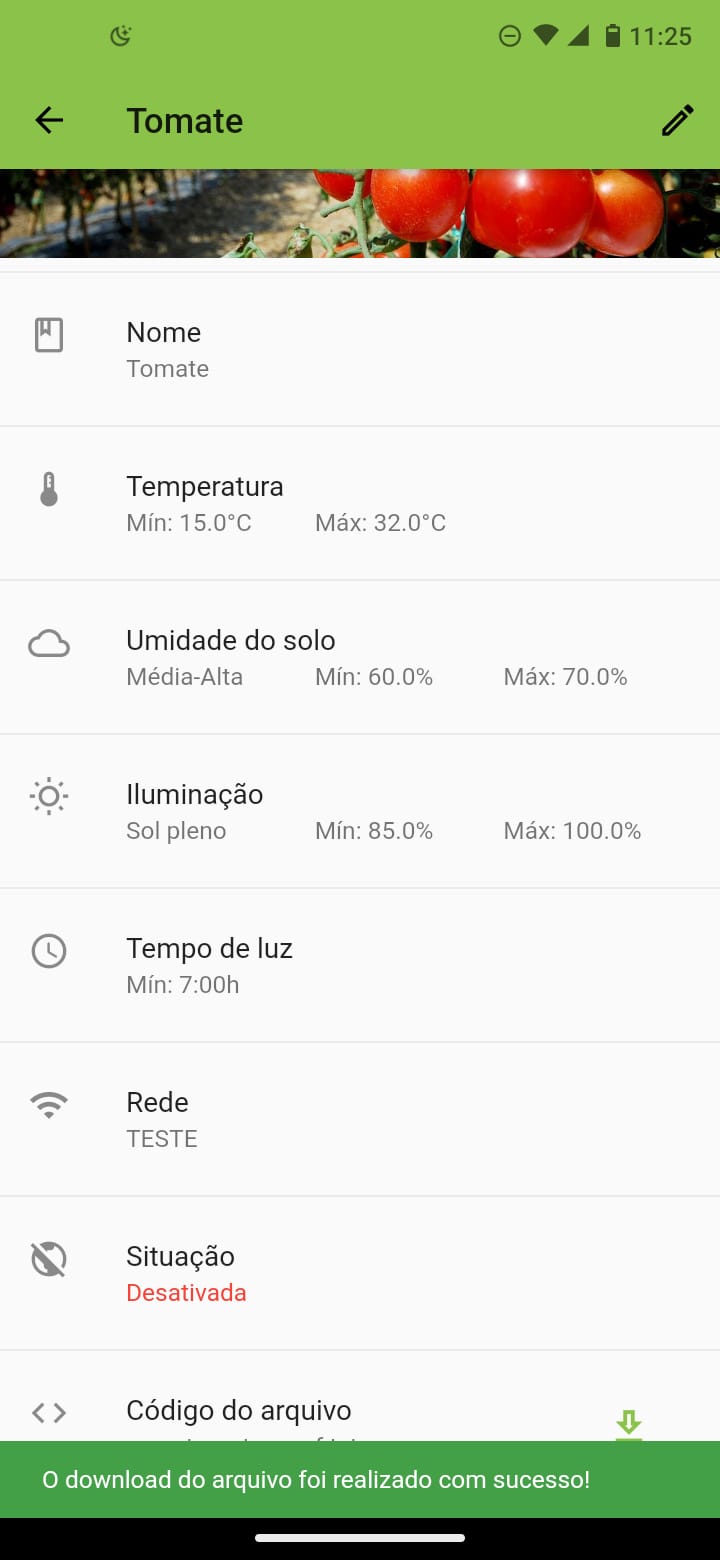 11:25
Tomate
Nome
Tomate
Temperatura
Mín: 15.0°C Máx: 32.0°C
Umidade do solo
Média-Alta Mín: 60.0% Máx: 70.0%
Iluminação
Sol pleno Mín: 85.0% Máx: 100.0%
Tempo de luz
Mín: 7:00h
Rede
TESTE
Situação
Desativada
Código do arquivo
O download do arquivo foi realizado com sucesso!